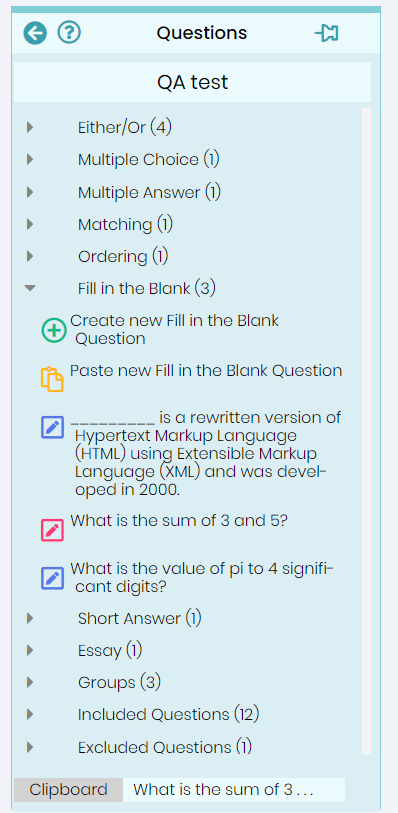 Questions
QA test
Either/Or (4)
Multiple Choice (1)
Multiple Answer (1)
Matching (1)
Ordering (1)
Fill in the Blank (3)
Create new Fill in the Blank
Question
Paste new Fill in the Blank Question
_________ is a rewritten version of
Hypertext Markup Language
(HTML) using Extensible Markup
Language (XML) and was devel-
oped in 2000.
What is the sum of 3 and 5?
What is the value of pi to 4 signifi-
cant digits?
Short Answer (1)
Essay (1)
Groups (3)
Included Questions (12)
Excluded Questions (1)
Clipboard What is the sum of 3 . . .